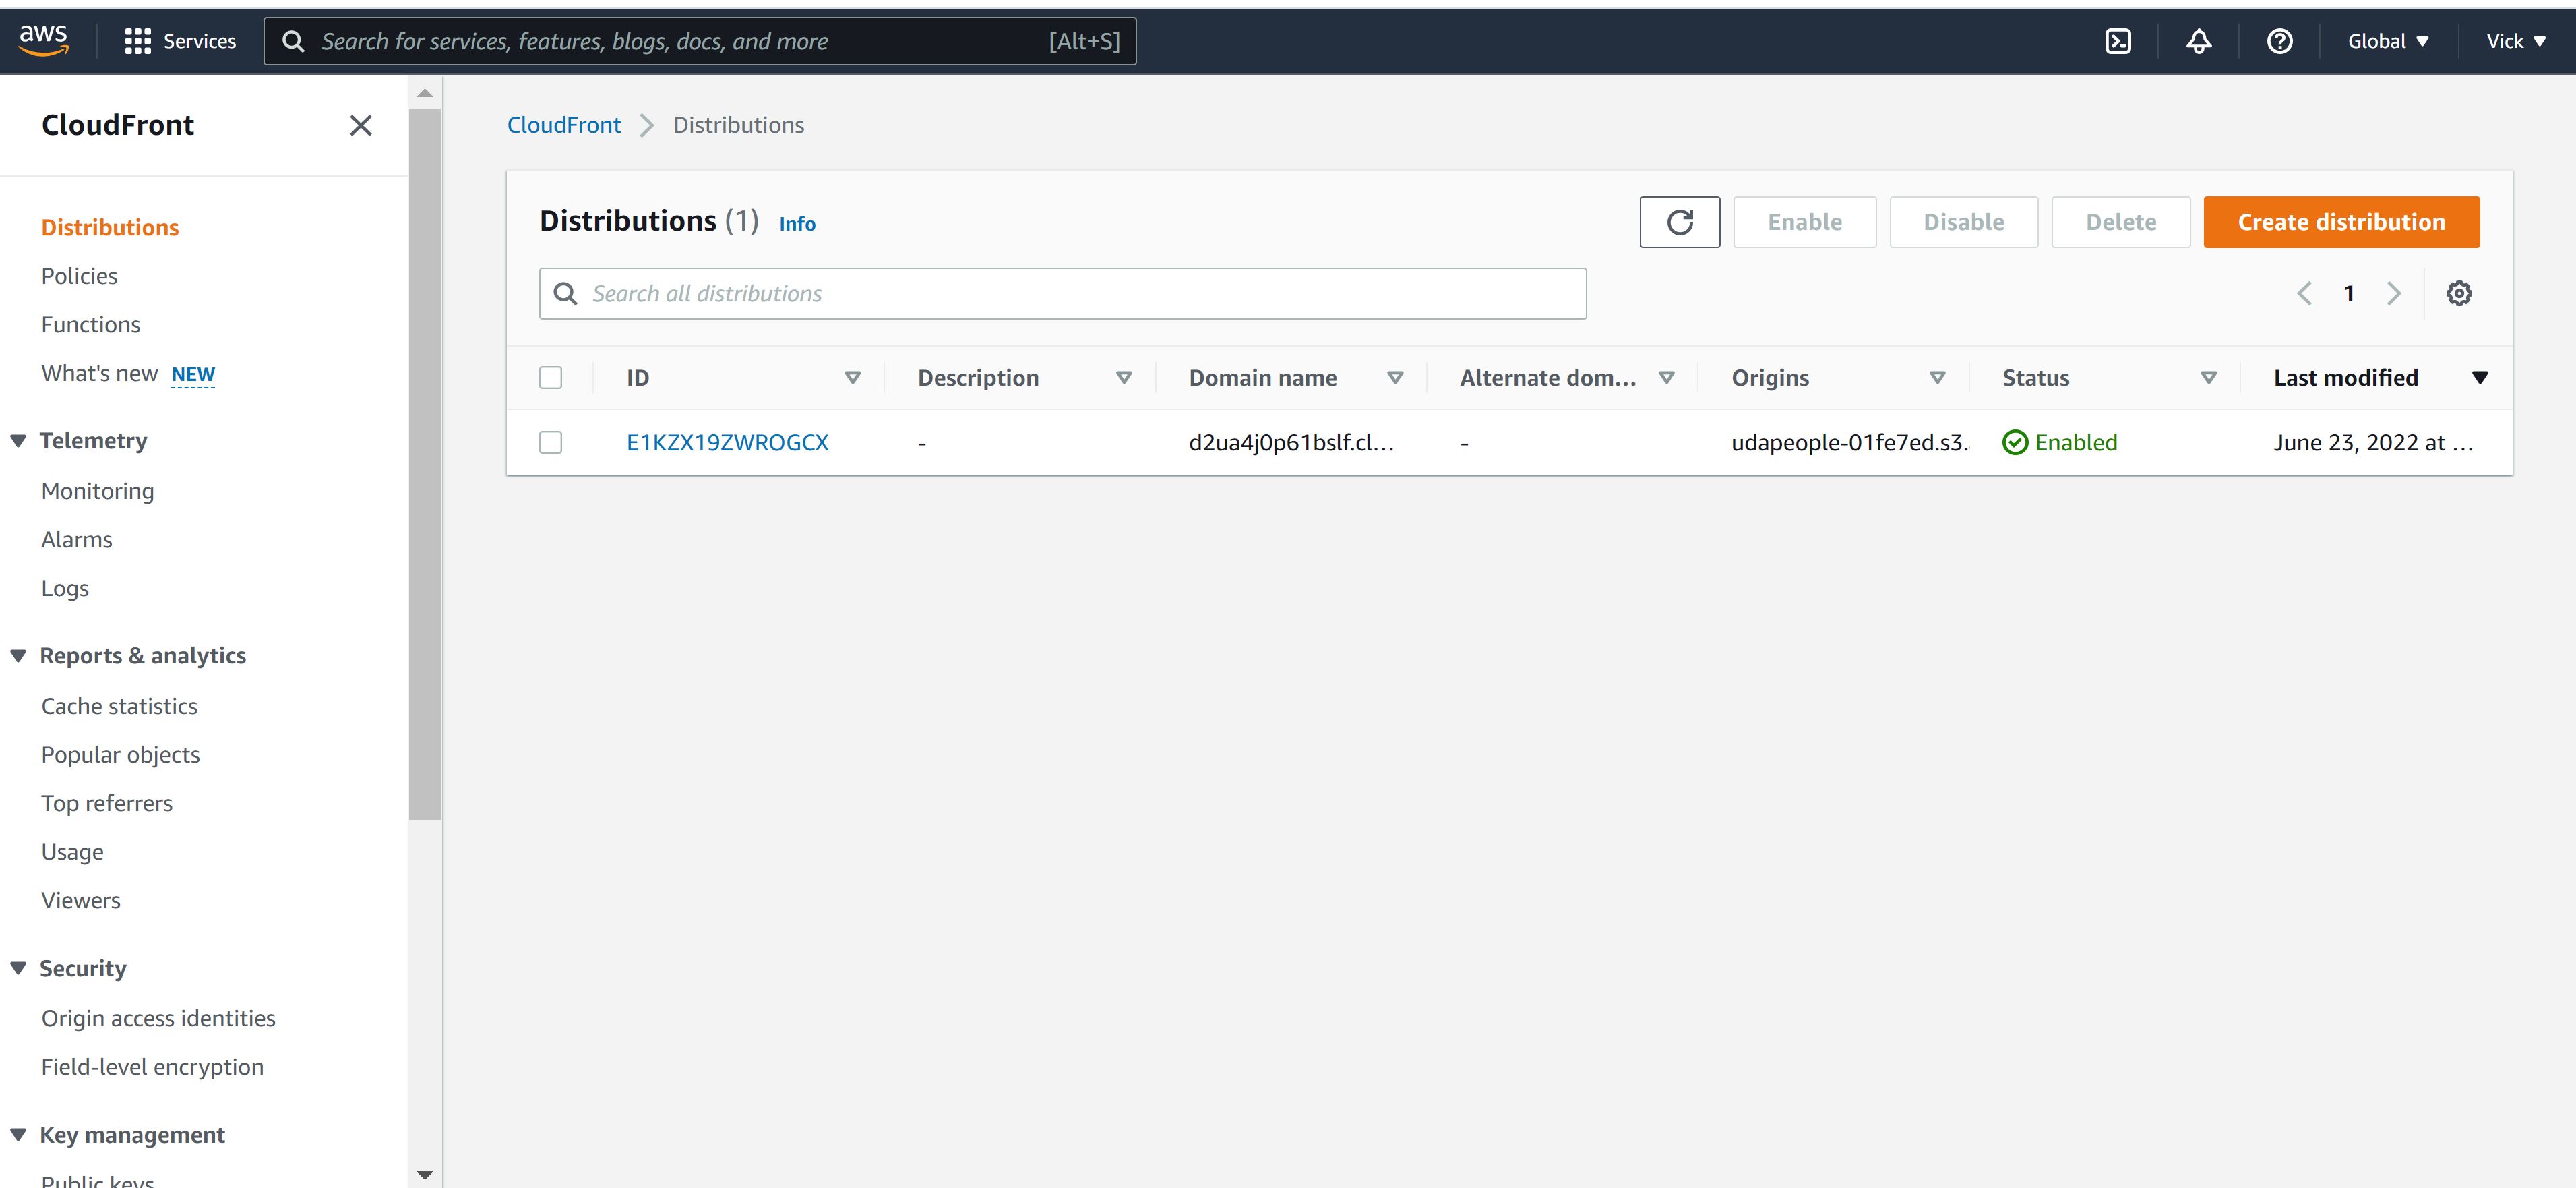 aws Services Search for services, features, blogs, docs, and more [Alt+S] Global Vick
CloudFront
Distributions
Policies
Functions
What's new NEW
Telemetry
Monitoring
Alarms
Logs
Reports & analytics
Cache statistics
Popular objects
Top referrers
Usage
Viewers
Security
Origin access identities
Field-level encryption
Key management
Public keys
CloudFront Distributions
Distributions (1) Info Enable Disable Delete Create distribution
Search all distributions 1
ID Description Domain name Alternate dom... Origins Status Last modified
E1KZX19ZWROGCX - d2ua4j0p61bslf.cl... - udapeople-01fe7ed.s3. Enabled June 23, 2022 at ...